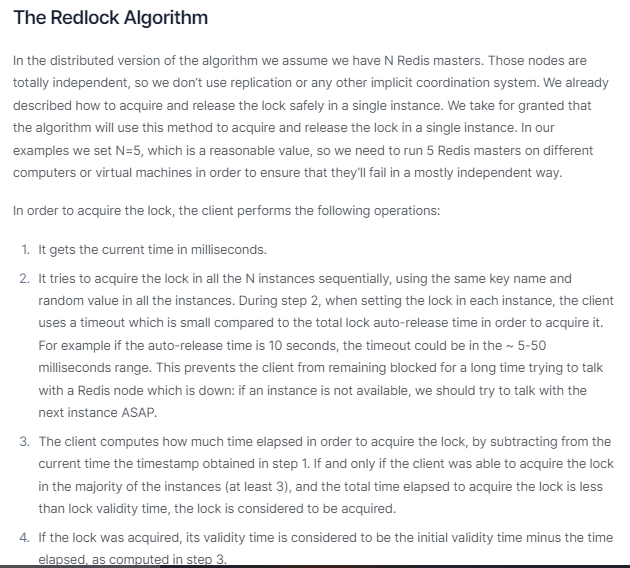 The Redlock Algorithm
In the distributed version of the algorithm we assume we have N Redis masters. Those nodes are
totally independent, so we don't use replication or any other implicit coordination system. We already
described how to acquire and release the lock safely in a single instance. We take for granted that
the algorithm will use this method to acquire and release the lock in a single instance. In our
examples we set N=5, which is a reasonable value, so we need to run 5 Redis masters on different
computers or virtual machines in order to ensure that they'll fail in a mostly independent way.
In order to acquire the lock, the client performs the following operations:
1. It gets the current time in milliseconds.
2. It tries to acquire the lock in all the N instances sequentially, using the same key name and
random value in all the instances. During step 2, when setting the lock in each instance, the client
uses a timeout which is small compared to the total lock auto-release time in order to acquire it.
For example if the auto-release time is 10 seconds, the timeout could be in the ~ 5-50
milliseconds range. This prevents the client from remaining blocked for a long time trying to talk
with a Redis node which is down: if an instance is not available, we should try to talk with the
next instance ASAP.
3. The client computes how much time elapsed in order to acquire the lock, by subtracting from the
current time the timestamp obtained in step 1. If and only if the client was able to acquire the lock
in the majority of the instances (at least 3), and the total time elapsed to acquire the lock is less
than lock validity time, the lock is considered to be acquired.
4. If the lock was acquired, its validity time is considered to be the initial validity time minus the time
elapsed, as computed in step 3.